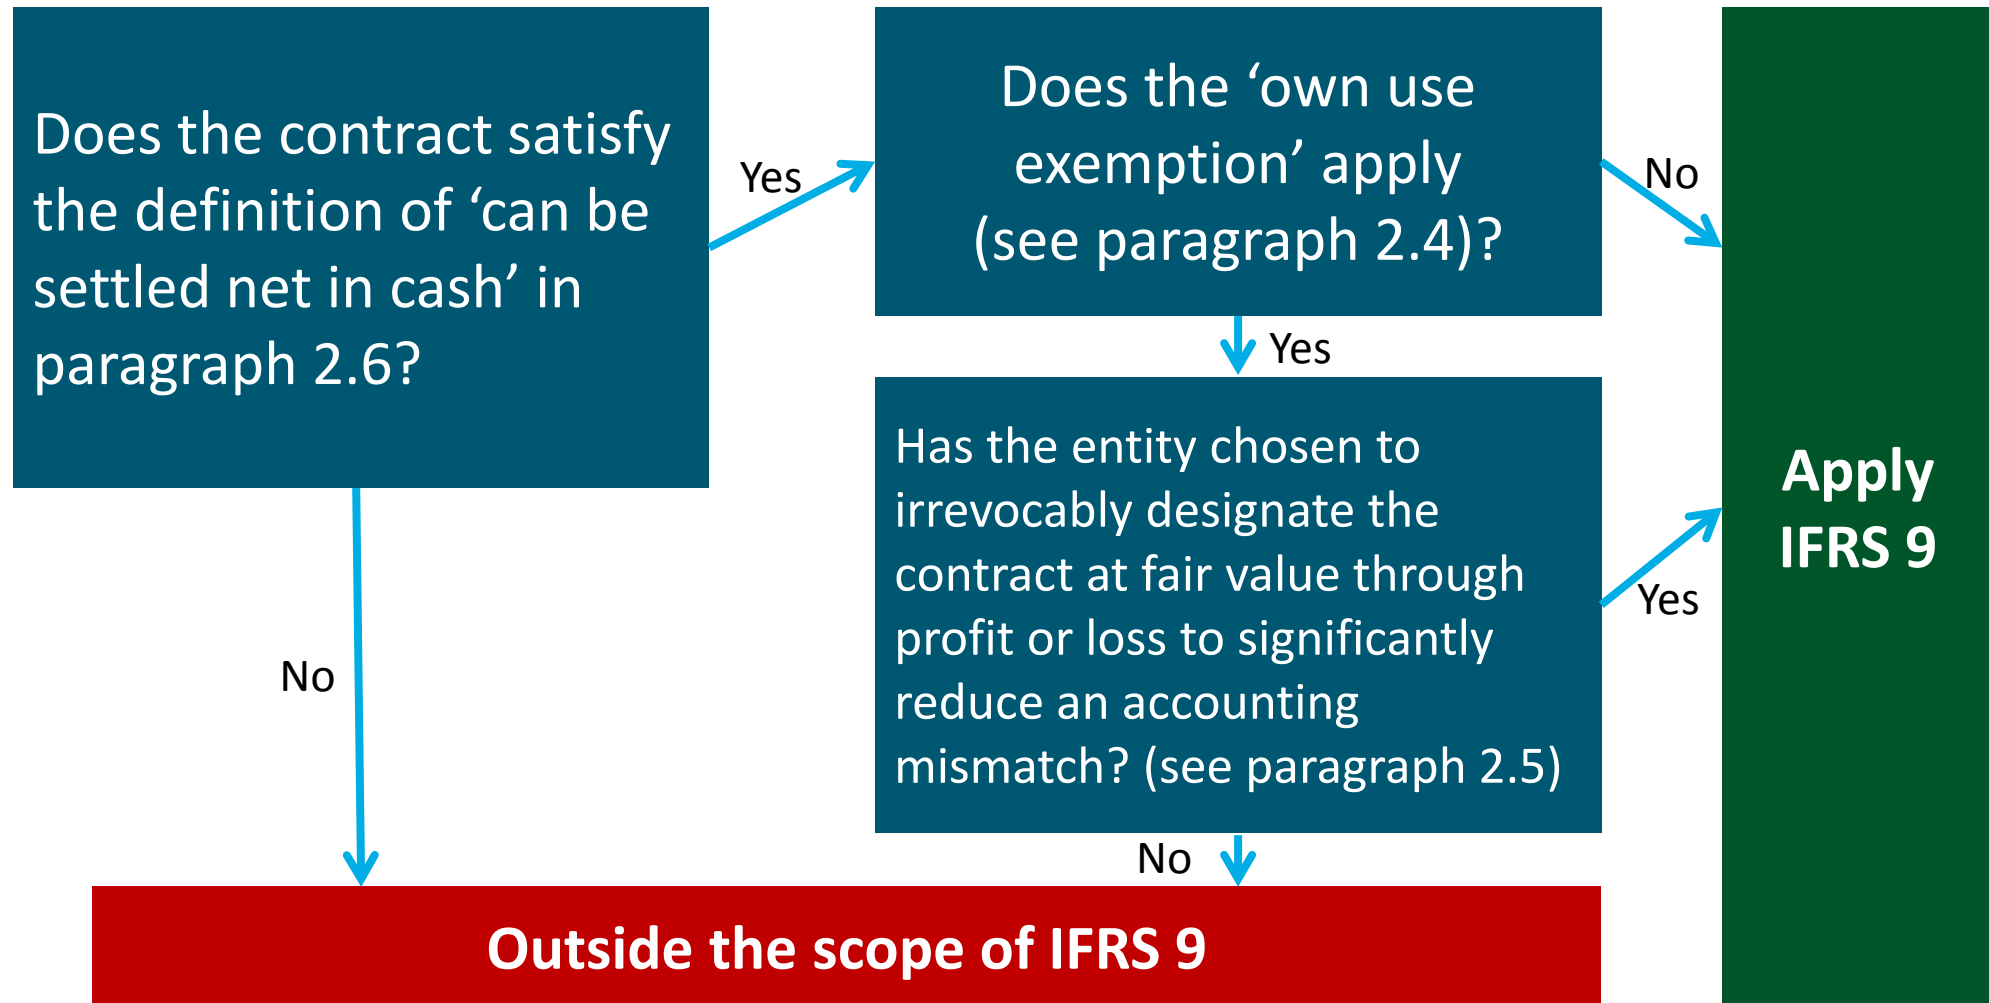 Does the contract satisfy
the definition of ‘can be
settled net in cash’ in
paragraph 2.6?
Yes
No
Does the ‘own use
exemption’ apply
(see paragraph 2.4)?
No
Yes
Has the entity chosen to
irrevocably designate the
contract at fair value through
profit or loss to significantly
reduce an accounting
mismatch? (see paragraph 2.5)
Yes
No
Apply
IFRS 9
Outside the scope of IFRS 9